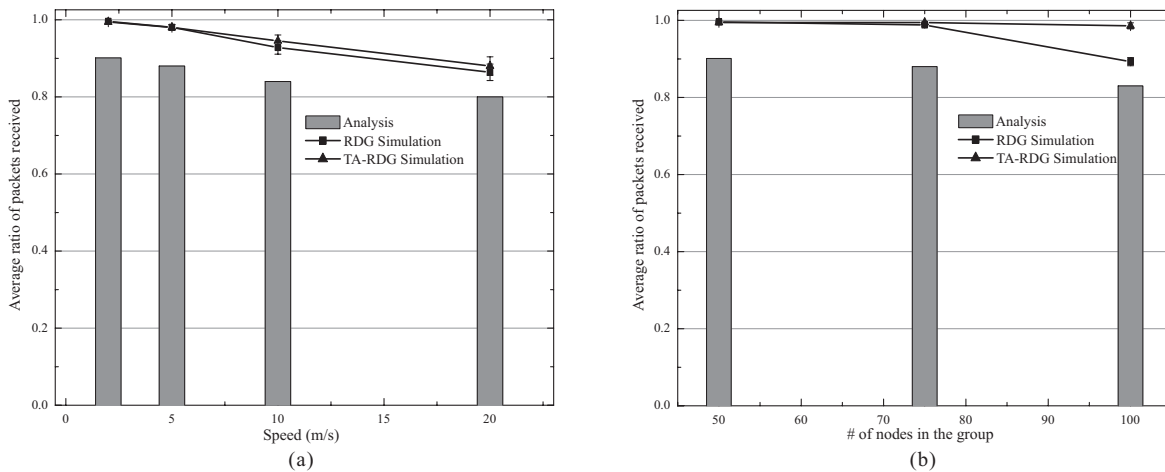 1.0
0.8
0.6
0.4
0.2
0.0
Average ratio of packets received
Analysis
RDG Simulation
TA-RDG Simulation
0 5 10 15 20
Speed (m/s)
(a)
1.0
0.8
0.6
0.4
0.2
0.0
Average ratio of packets received
Analysis
RDG Simulation
TA-RDG Simulation
50 60 70 80 90 100
# of nodes in the group
(b)